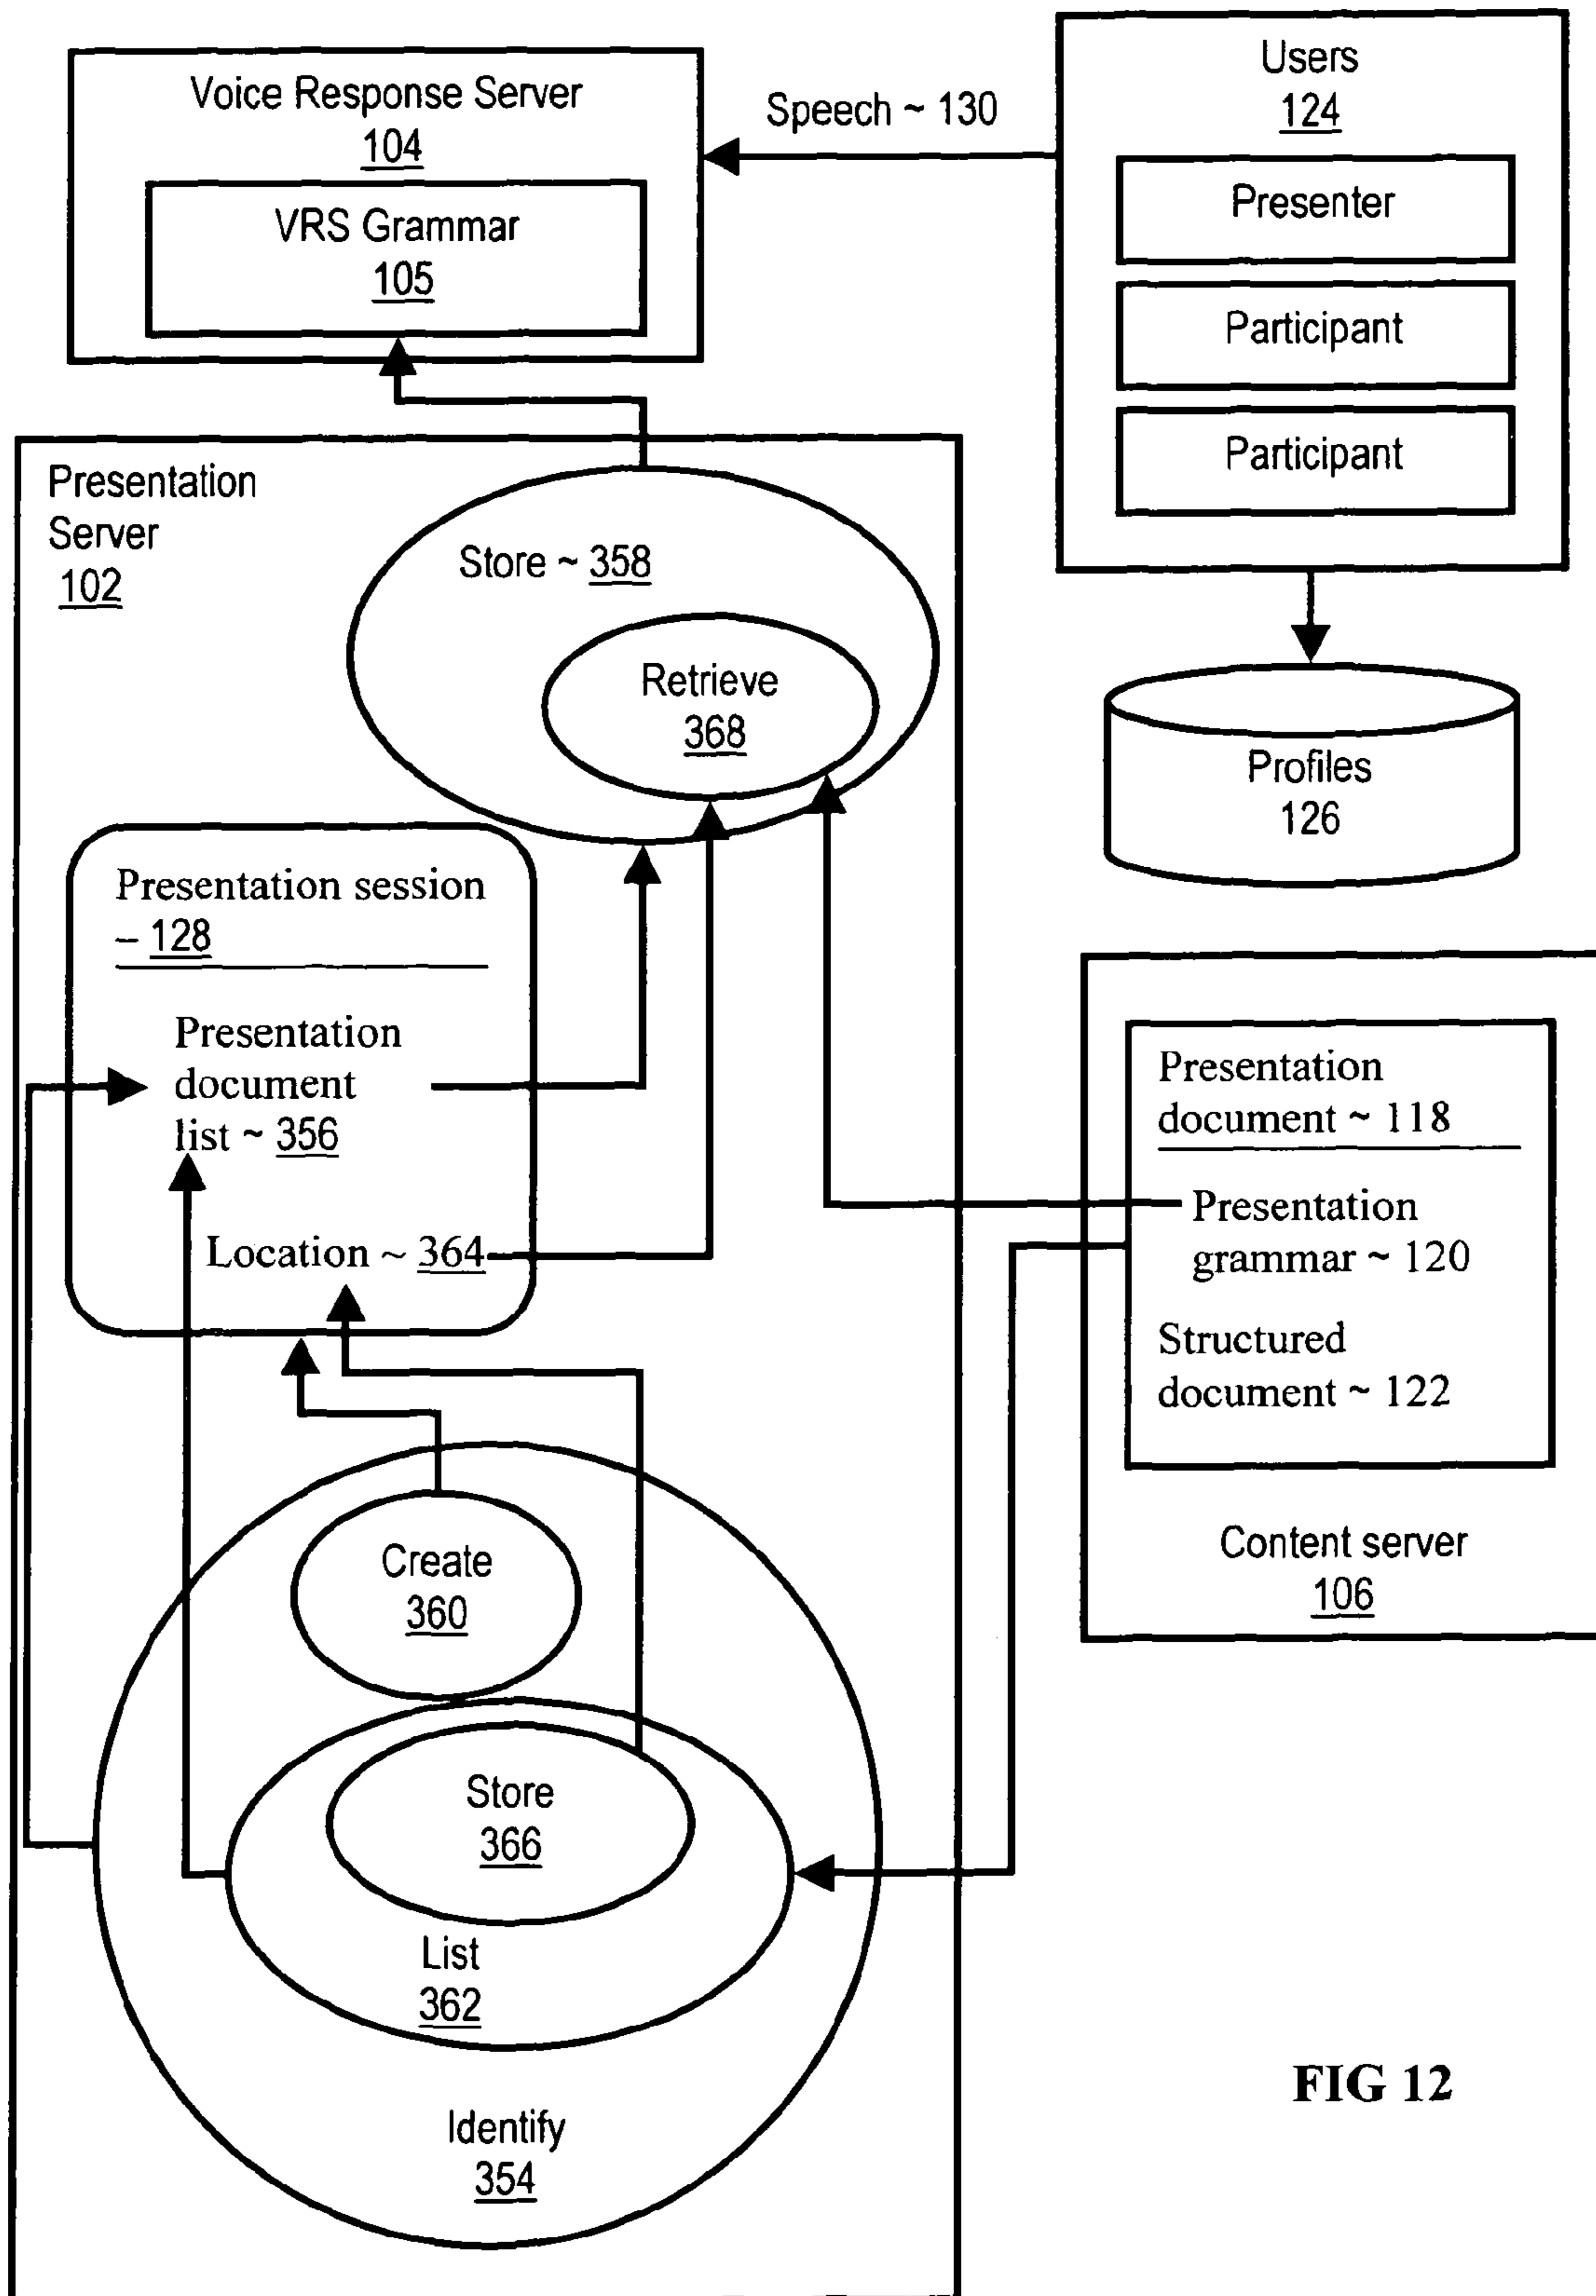 Voice Response Server
104
VRS Grammar
105
Speech ~ 130
Users
124
Presenter
Participant
Participant
Presentation
Server
102
Store ~ 358
Retrieve
368
Profiles
126
Presentation session
– 128
Presentation
document
list ~ 356
Location ~ 364
Presentation
document ~ 118
Presentation
grammar ~ 120
Structured
document ~ 122
Content server
106
Create
360
Store
366
List
362
Identify
354
FIG 12